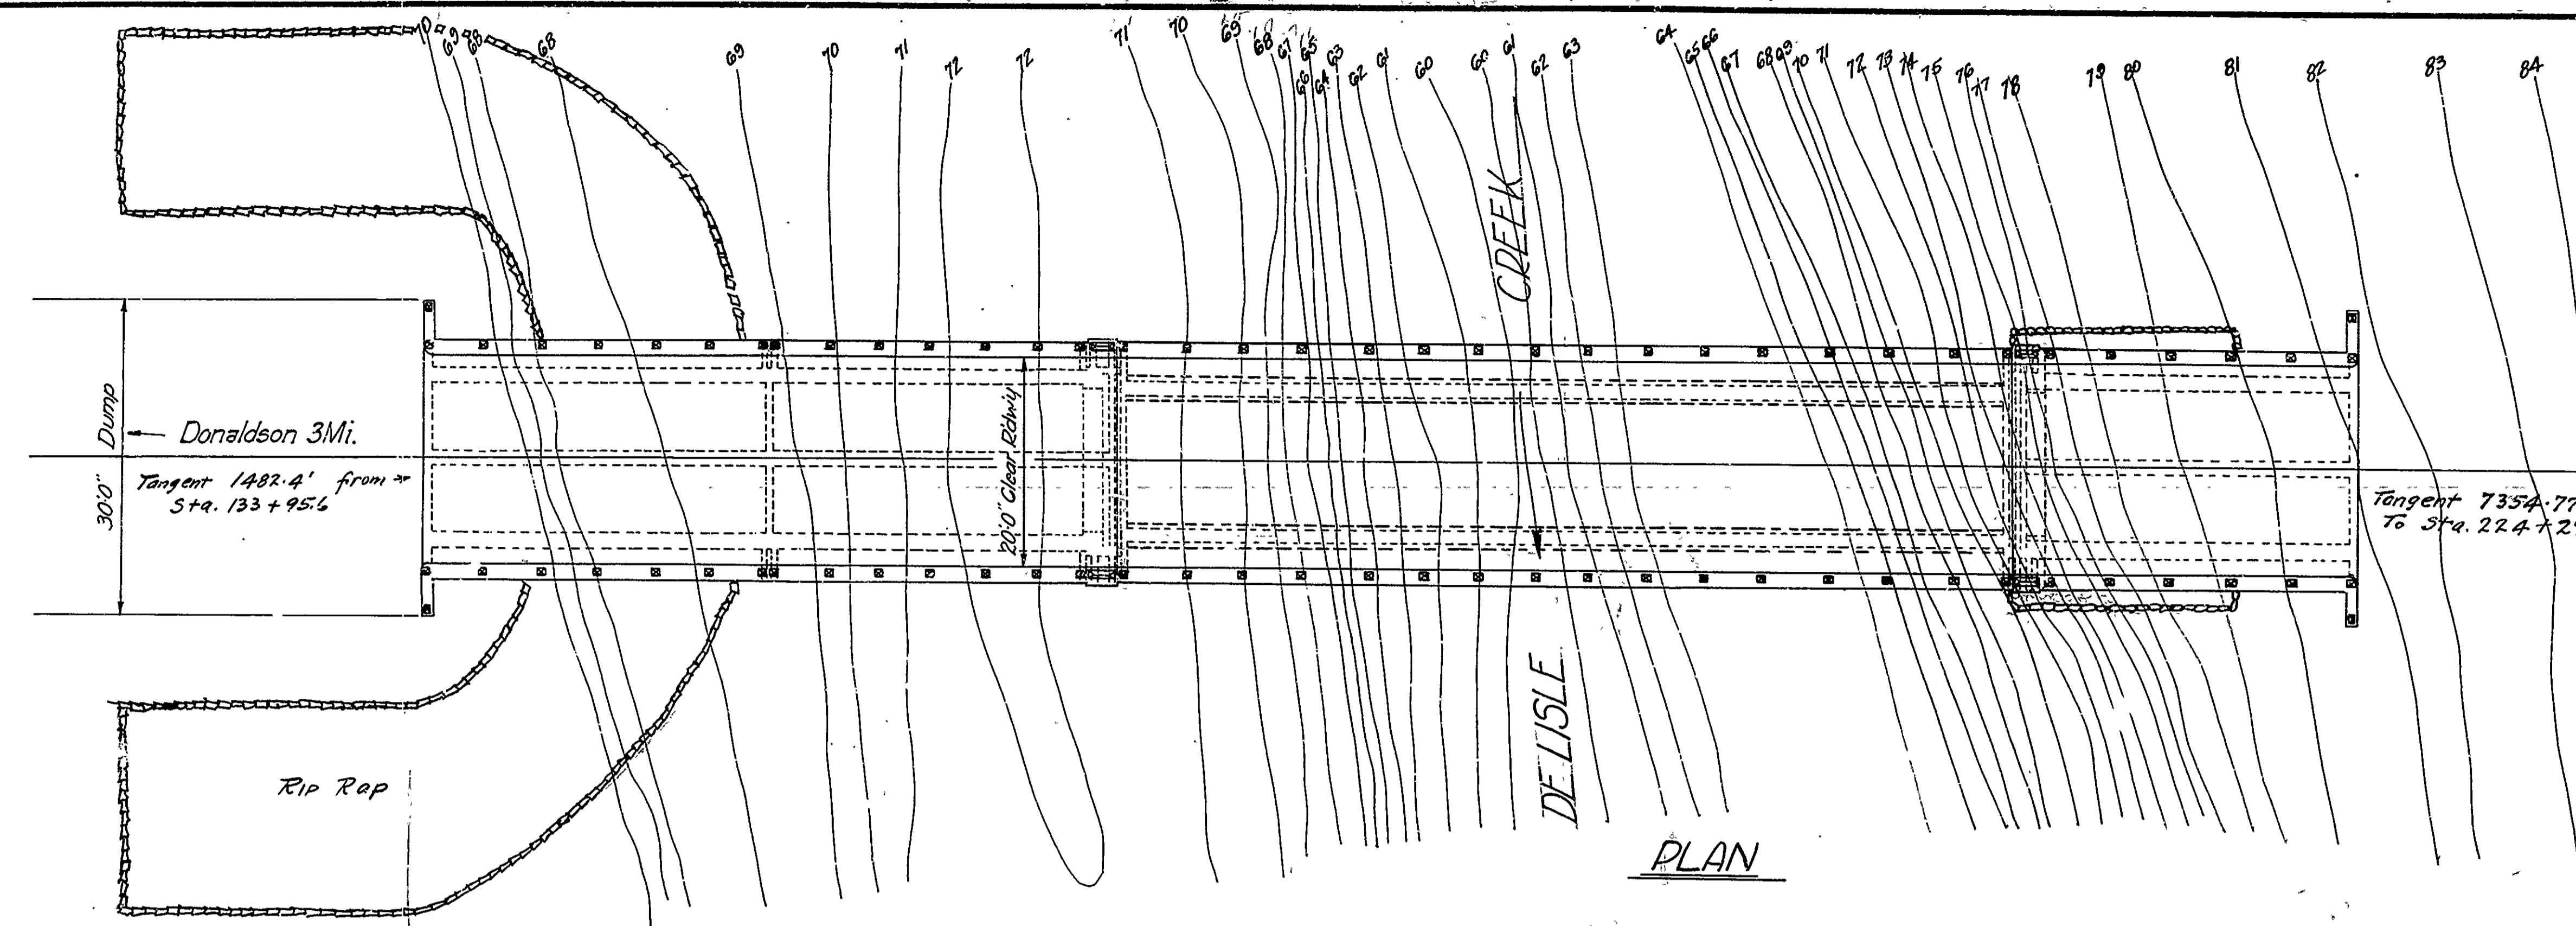 70 69 68 68 69 70 71 72 72 71 70 69 68 67 66 65 64 63 62 61 60 60 61 62 63 64 65 66 67 68 69 70 71 72 73 74 75 76 77 78 79 80 81 82 83 84
CREEK
30'0" Dump
← Donaldson 3Mi.
Tangent 1482.4' from →
Sta. 133 + 95.6
20'-0" Clear Rdwy
Tangent 7354.77
To Sta. 224 + 2
DE LISLE
Rip Rap
PLAN